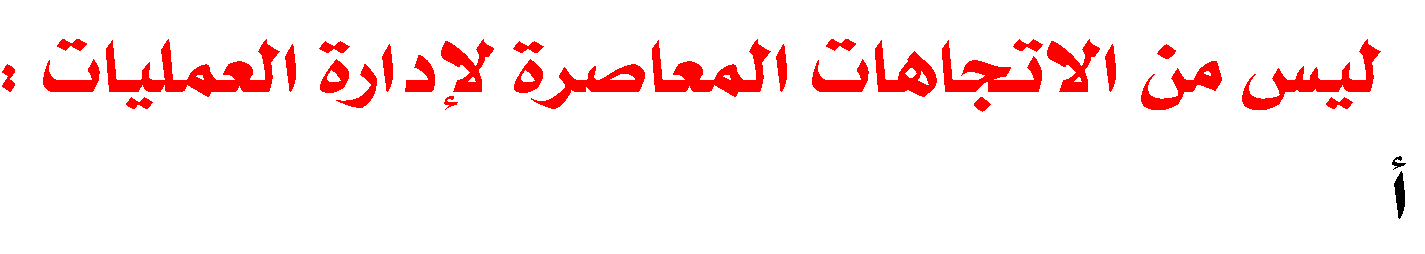 ليس من الاتجاهات المعاصرة لإدارة العمليات :
أ